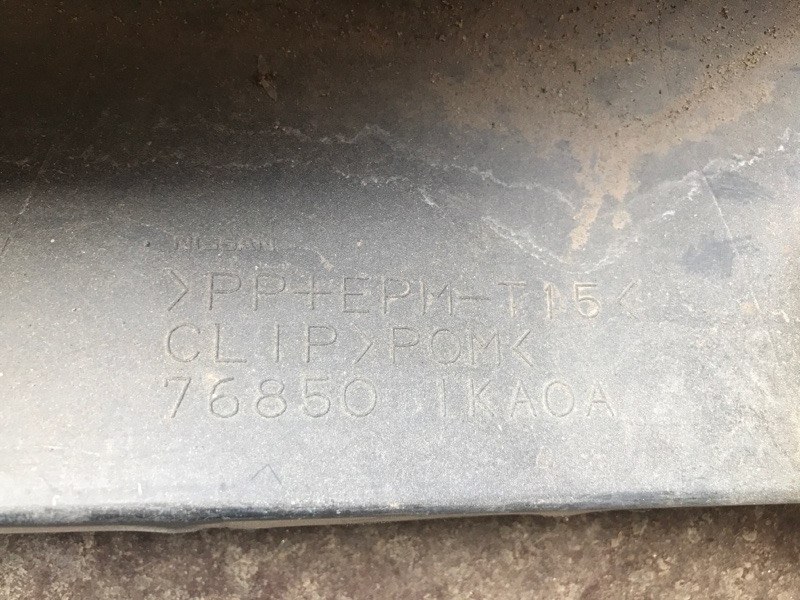 NISSAN
>PP+EPM-T15<
CLIP>POM<
76850 1KA0A